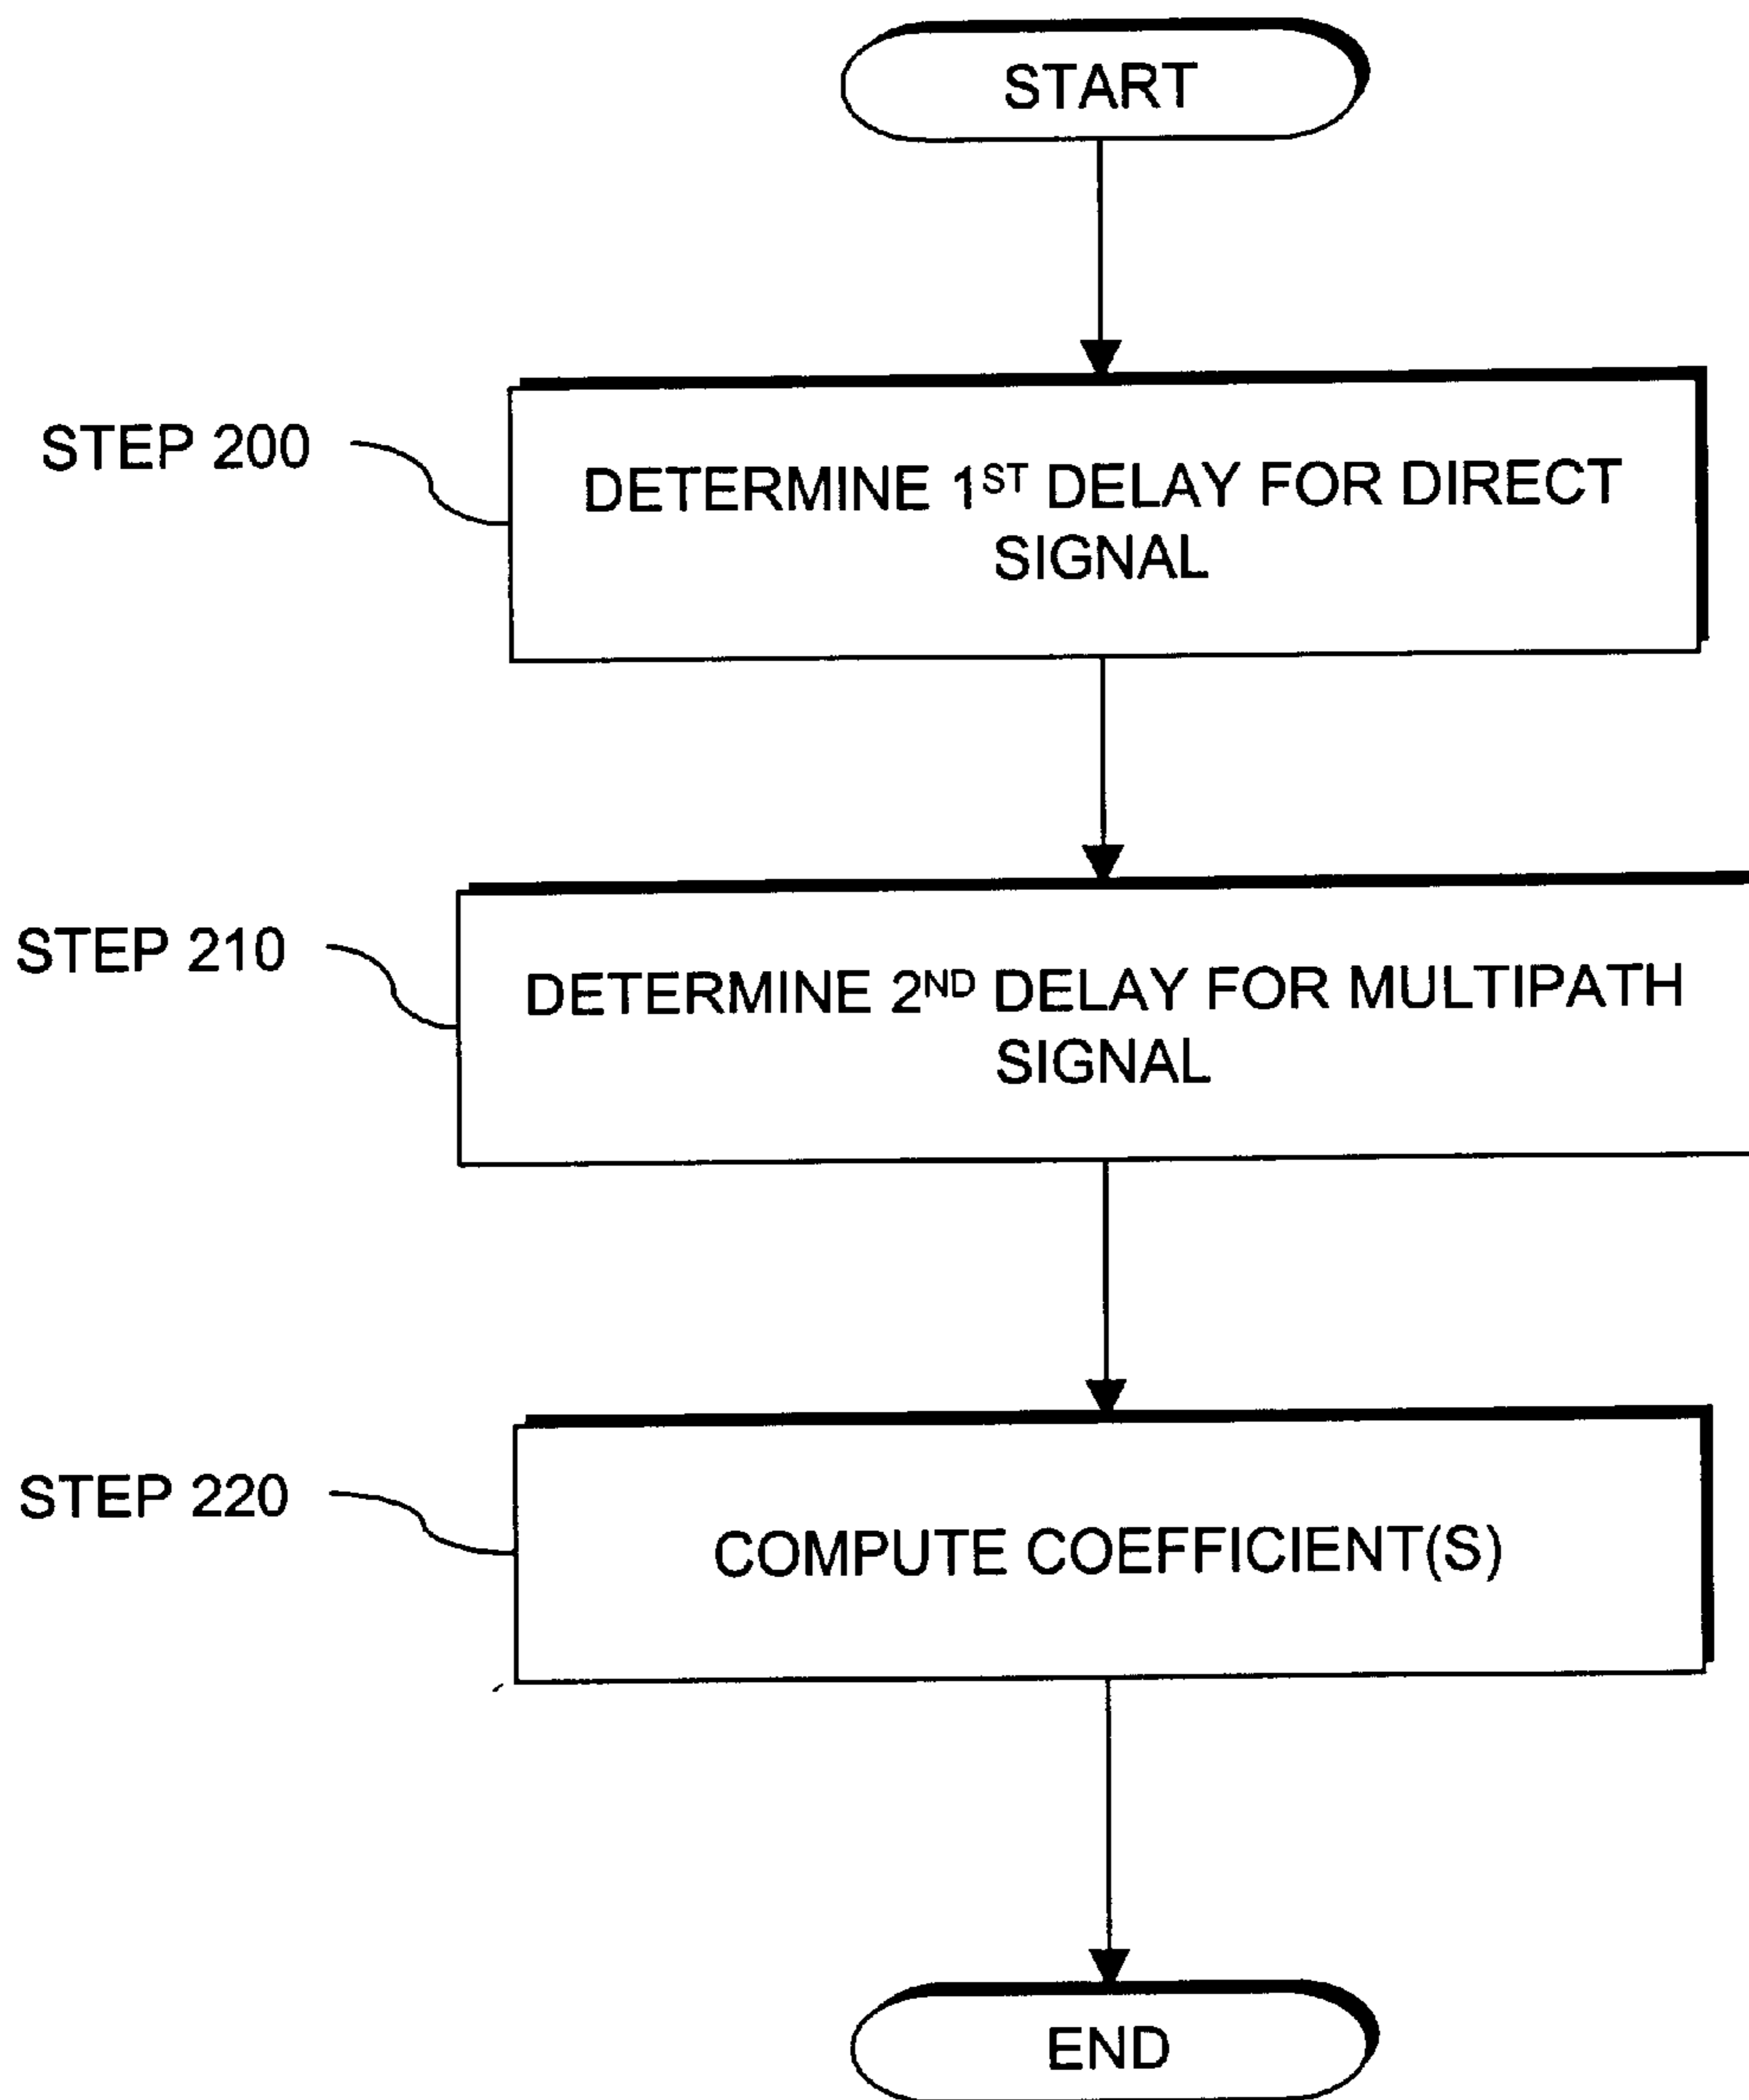 START
STEP 200
DETERMINE 1ST DELAY FOR DIRECT
SIGNAL
STEP 210
DETERMINE 2ND DELAY FOR MULTIPATH
SIGNAL
STEP 220
COMPUTE COEFFICIENT(S)
END